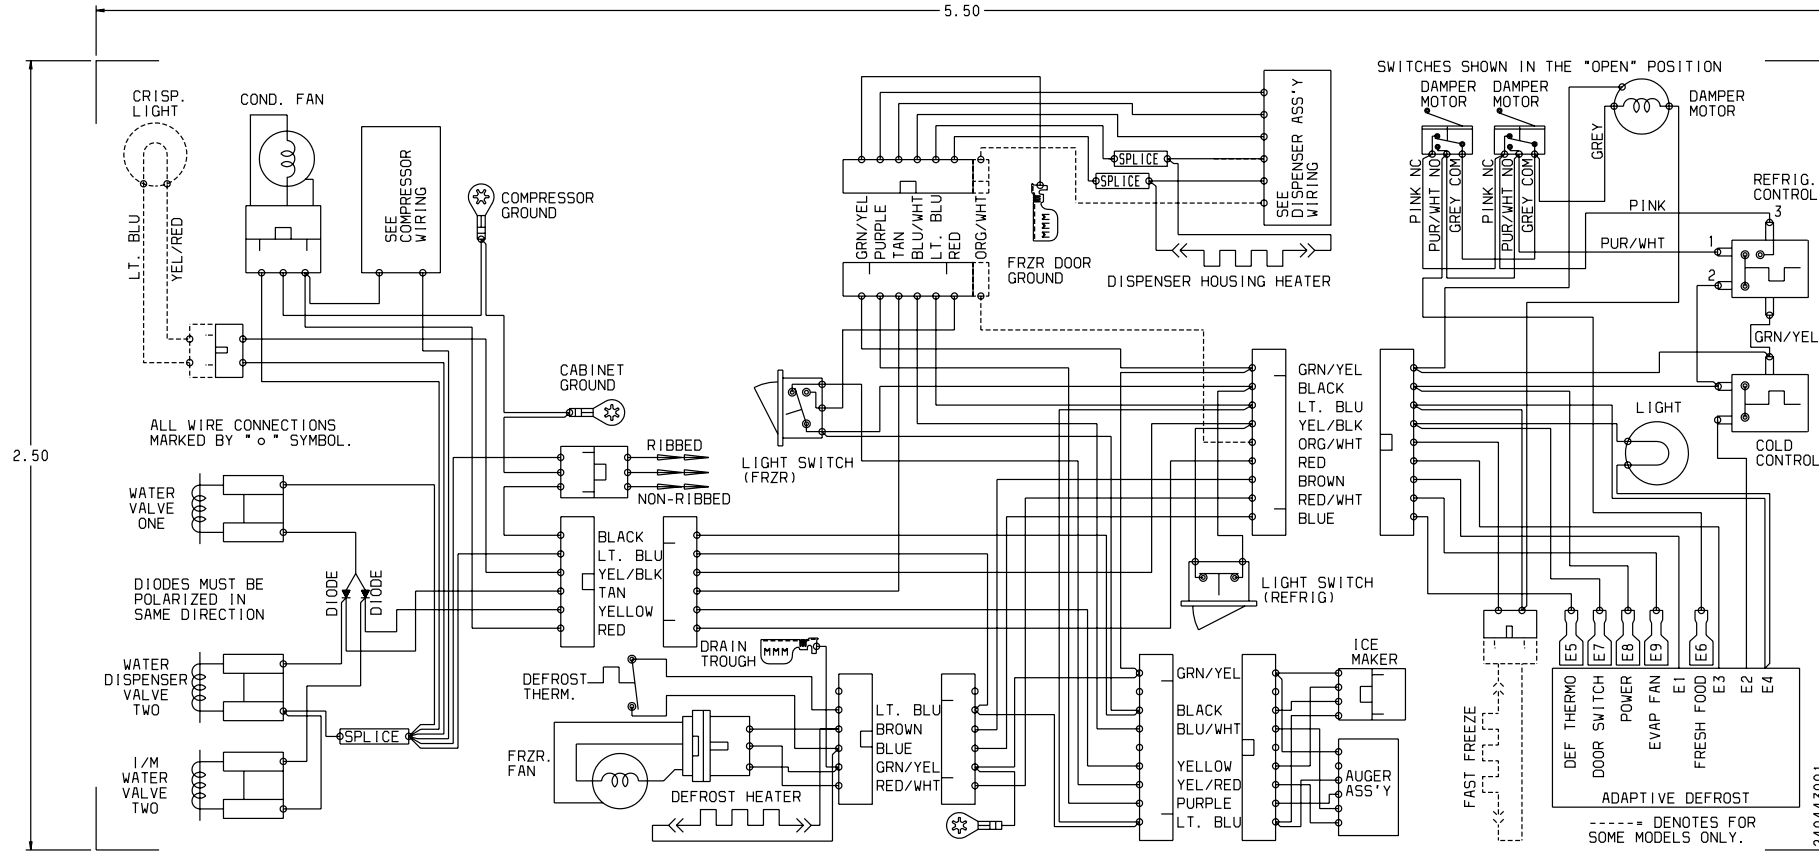 5.50
2.50
CRISP.
LIGHT
COND. FAN
LT. BLU
YEL/RED
SEE
COMPRESSOR
WIRING
COMPRESSOR
GROUND
CABINET
GROUND
ALL WIRE CONNECTIONS
MARKED BY " o " SYMBOL.
WATER
VALVE
ONE
DIODES MUST BE
POLARIZED IN
SAME DIRECTION
DIODE
DIODE
WATER
DISPENSER
VALVE
TWO
I/M
WATER
VALVE
TWO
SPLICE
RIBBED
NON-RIBBED
BLACK
LT. BLU
YEL/BLK
TAN
YELLOW
RED
DRAIN
TROUGH
DEFROST
THERM.
FRZR.
FAN
DEFROST HEATER
LT. BLU
BROWN
BLUE
GRN/YEL
RED/WHT
GRN/YEL
PURPLE
TAN
BLU/WHT
LT. BLU
RED
ORG/WHT
FRZR DOOR
GROUND
SPLICE
SPLICE
SEE
DISPENSER ASS'Y
WIRING
DISPENSER HOUSING HEATER
LIGHT SWITCH
(FRZR)
GRN/YEL
BLACK
LT. BLU
YEL/BLK
ORG/WHT
RED
BROWN
RED/WHT
BLUE
LIGHT SWITCH
(REFRIG)
GRN/YEL
BLACK
BLU/WHT
YELLOW
YEL/RED
PURPLE
LT. BLU
ICE
MAKER
AUGER
ASS'Y
SWITCHES SHOWN IN THE "OPEN" POSITION
DAMPER
MOTOR
DAMPER
MOTOR
DAMPER
MOTOR
GREY
PINK NC
PUR/WHT NO
GREY COM
PINK NC
PUR/WHT NO
GREY COM
PINK
PUR/WHT
REFRIG.
CONTROL
3
1
2
GRN/YEL
COLD
CONTROL
LIGHT
FAST FREEZE
E5
E7
E8
E9
E6
DEF THERMO
DOOR SWITCH
POWER
EVAP FAN
E1
FRESH FOOD
E3
E2
E4
ADAPTIVE DEFROST
-----= DENOTES FOR
SOME MODELS ONLY.